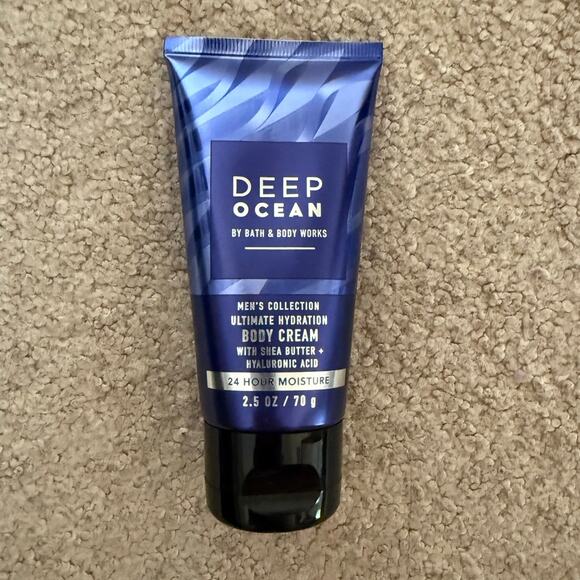 DEEP
OCEAN
BY BATH & BODY WORKS
MEN'S COLLECTION
ULTIMATE HYDRATION
BODY CREAM
WITH SHEA BUTTER +
HYALURONIC ACID
24 HOUR MOISTURE
2.5 OZ / 70 g